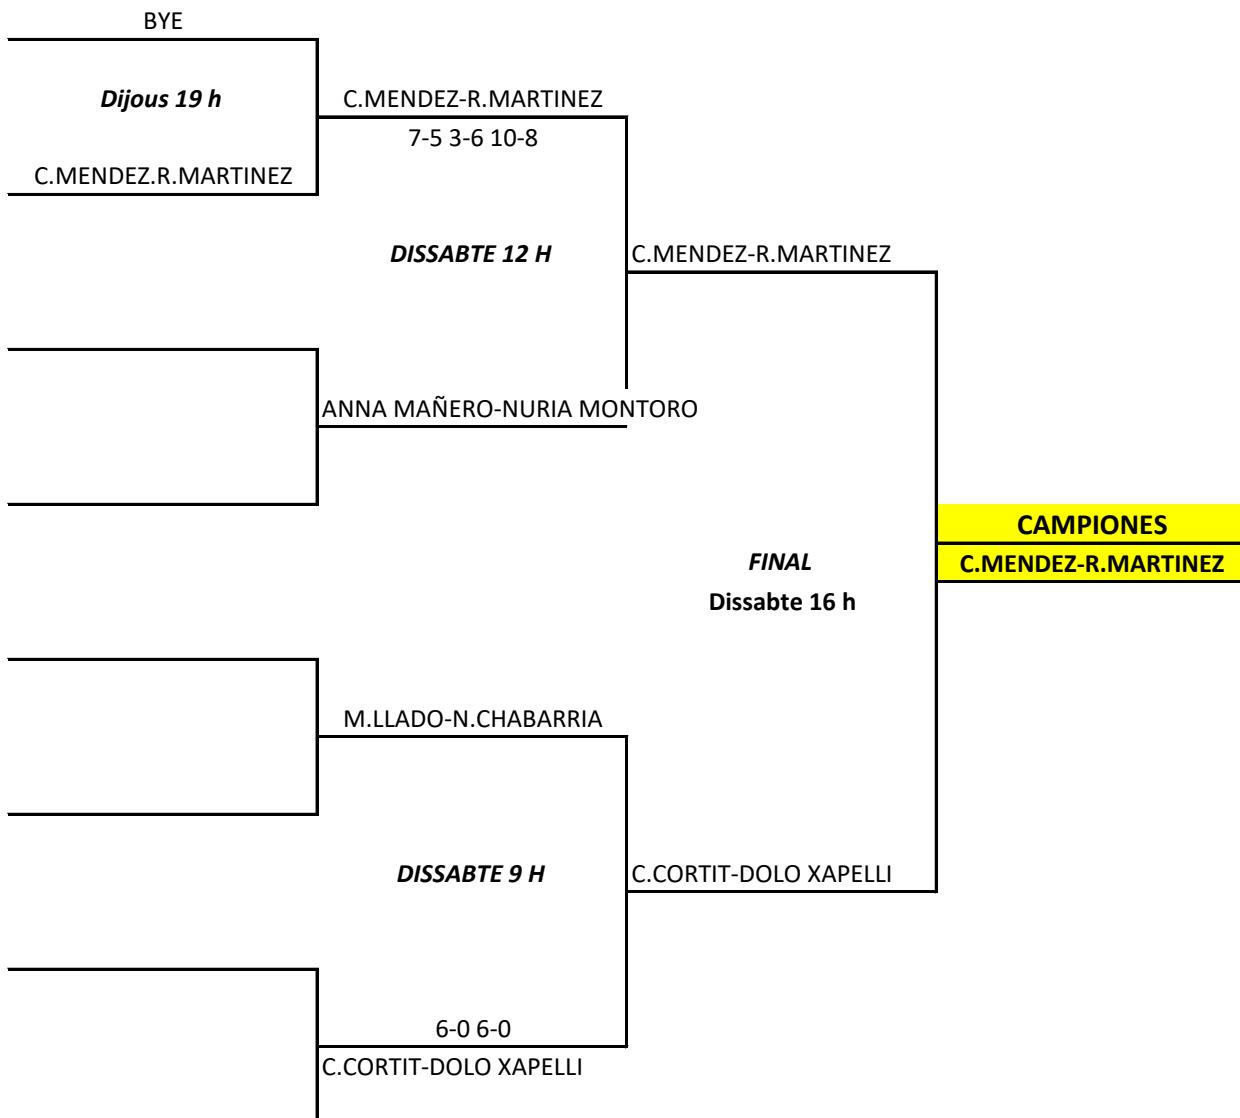 BYE
Dijous 19 h
C.MENDEZ-R.MARTINEZ
7-5 3-6 10-8
C.MENDEZ.R.MARTINEZ
DISSABTE 12 H
C.MENDEZ-R.MARTINEZ
ANNA MAÑERO-NURIA MONTORO
CAMPIONES
FINAL
C.MENDEZ-R.MARTINEZ
Dissabte 16 h
M.LLADO-N.CHABARRIA
DISSABTE 9 H
C.CORTIT-DOLO XAPELLI
6-0 6-0
C.CORTIT-DOLO XAPELLI